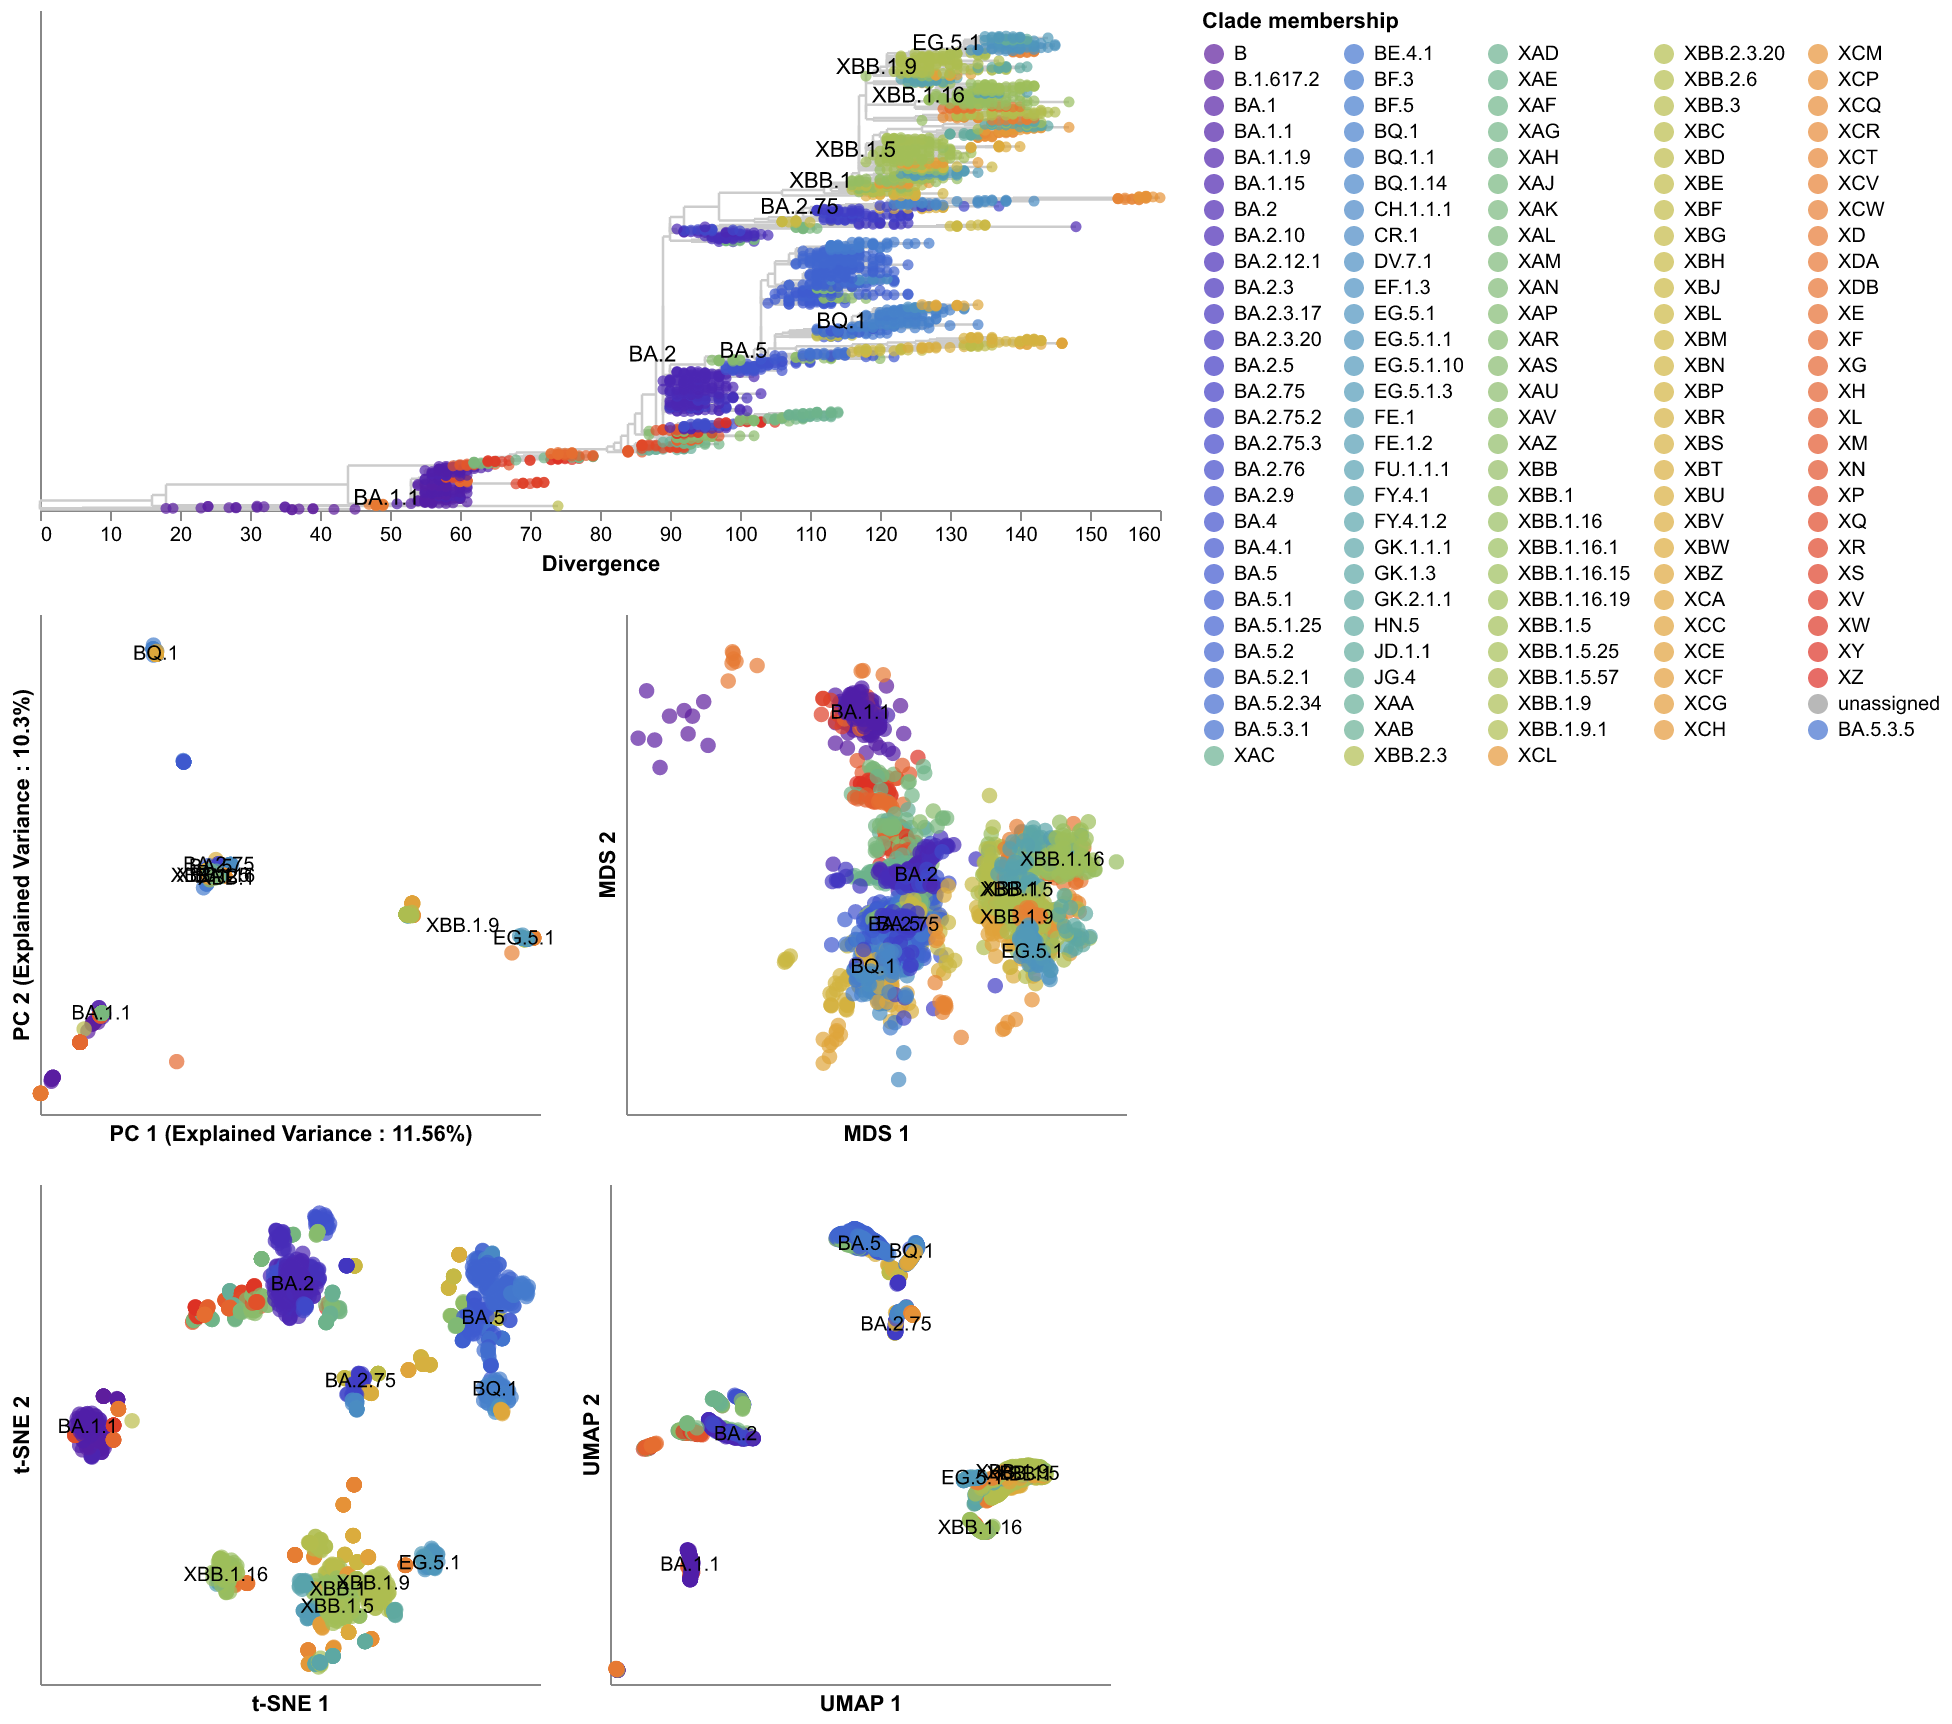 Clade membership
B
B.1.617.2
BA.1
BA.1.1
BA.1.1.9
BA.1.15
BA.2
BA.2.10
BA.2.12.1
BA.2.3
BA.2.3.17
BA.2.3.20
BA.2.5
BA.2.75
BA.2.75.2
BA.2.75.3
BA.2.76
BA.2.9
BA.4
BA.4.1
BA.5
BA.5.1
BA.5.1.25
BA.5.2
BA.5.2.1
BA.5.2.34
BA.5.3.1
XAC
BE.4.1
BF.3
BF.5
BQ.1
BQ.1.1
BQ.1.14
CH.1.1.1
CR.1
DV.7.1
EF.1.3
EG.5.1
EG.5.1.1
EG.5.1.10
EG.5.1.3
FE.1
FE.1.2
FU.1.1.1
FY.4.1
FY.4.1.2
GK.1.1.1
GK.1.3
GK.2.1.1
HN.5
JD.1.1
JG.4
XAA
XAB
XBB.2.3
XAD
XAE
XAF
XAG
XAH
XAJ
XAK
XAL
XAM
XAN
XAP
XAR
XAS
XAU
XAV
XAZ
XBB
XBB.1
XBB.1.16
XBB.1.16.1
XBB.1.16.15
XBB.1.16.19
XBB.1.5
XBB.1.5.25
XBB.1.5.57
XBB.1.9
XBB.1.9.1
XCL
XBB.2.3.20
XBB.2.6
XBB.3
XBC
XBD
XBE
XBF
XBG
XBH
XBJ
XBL
XBM
XBN
XBP
XBR
XBS
XBT
XBU
XBV
XBW
XBZ
XCA
XCC
XCE
XCF
XCG
XCH
XCM
XCP
XCQ
XCR
XCT
XCV
XCW
XD
XDA
XDB
XE
XF
XG
XH
XL
XM
XN
XP
XQ
XR
XS
XV
XW
XY
XZ
unassigned
BA.5.3.5
EG.5.1
XBB.1.9
XBB.1.16
XBB.1.5
XBB.1
BA.2.75
BQ.1
BA.2
BA.5
BA.1.1
0 10 20 30 40 50 60 70 80 90 100 110 120 130 140 150 160
Divergence
PC 2 (Explained Variance : 10.3%)
BQ.1
BA.2.75
XBB.1.9
EG.5.1
BA.1.1
PC 1 (Explained Variance : 11.56%)
MDS 2
BA.1.1
XBB.1.16
BA.2
XBB.1.5
XBB.1.9
BA.2.75
EG.5.1
BQ.1
MDS 1
t-SNE 2
BA.2
BA.5
BA.2.75
BQ.1
BA.1.1
EG.5.1
XBB.1.16
XBB.1.9
XBB.1
XBB.1.5
t-SNE 1
UMAP 2
BA.5
BQ.1
BA.2.75
BA.2
EG.5.1
XBB.1.16
BA.1.1
UMAP 1